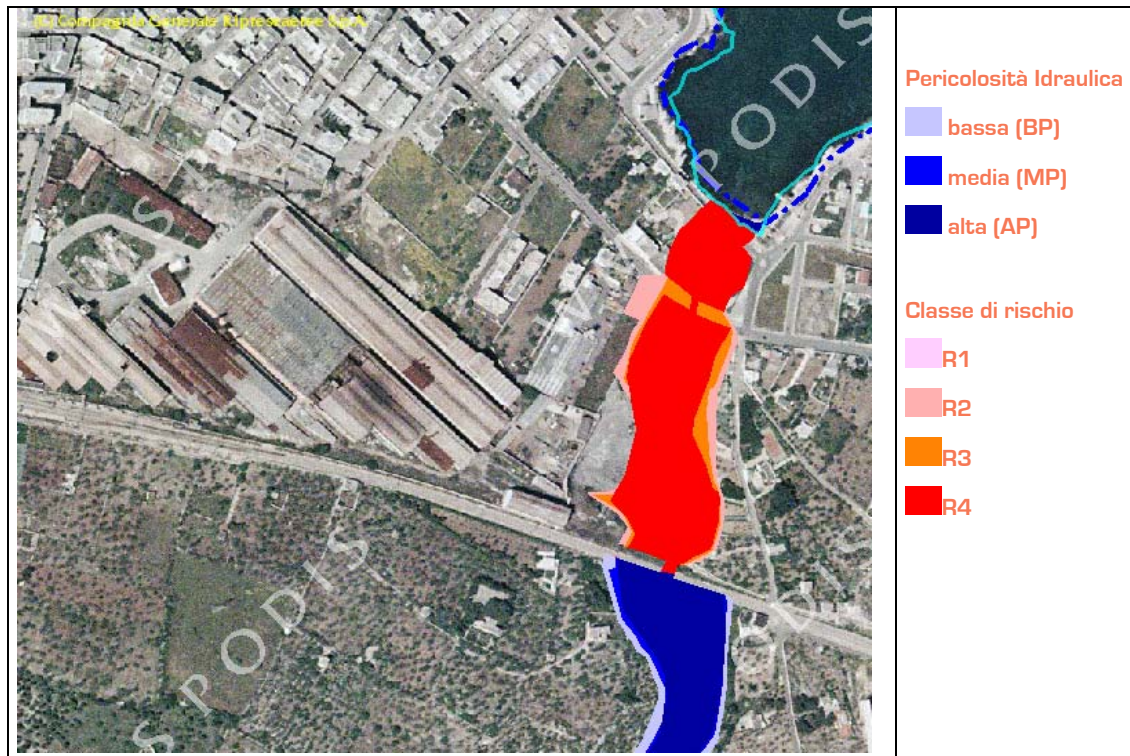 Pericolosità Idraulica
bassa (BP)
media (MP)
alta (AP)
Classe di rischio
R1
R2
R3
R4